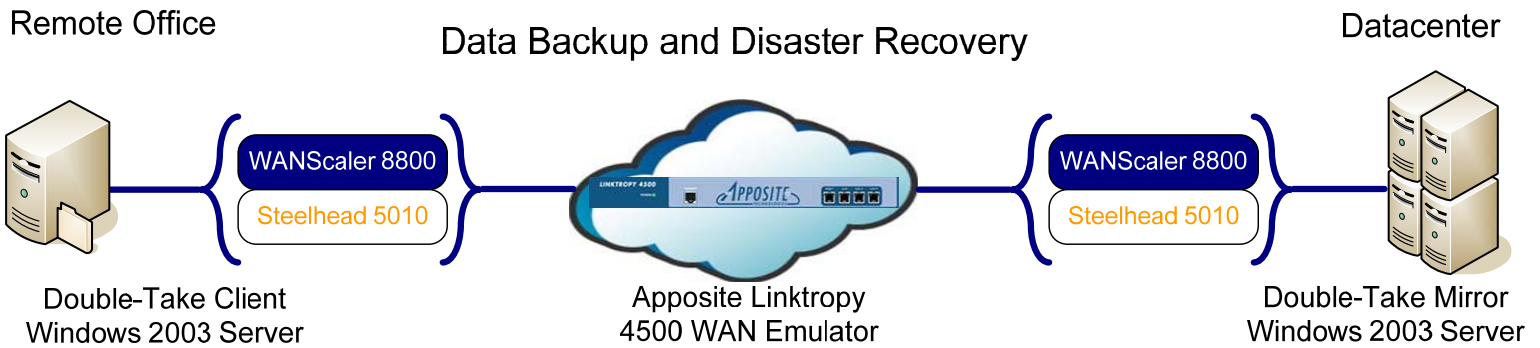 Remote Office
Data Backup and Disaster Recovery
Datacenter
WANScaler 8800
Steelhead 5010
LINKTROPY 4500
APPOSITE
TECHNOLOGIES
WANScaler 8800
Steelhead 5010
Double-Take Client
Windows 2003 Server
Apposite Linktropy
4500 WAN Emulator
Double-Take Mirror
Windows 2003 Server